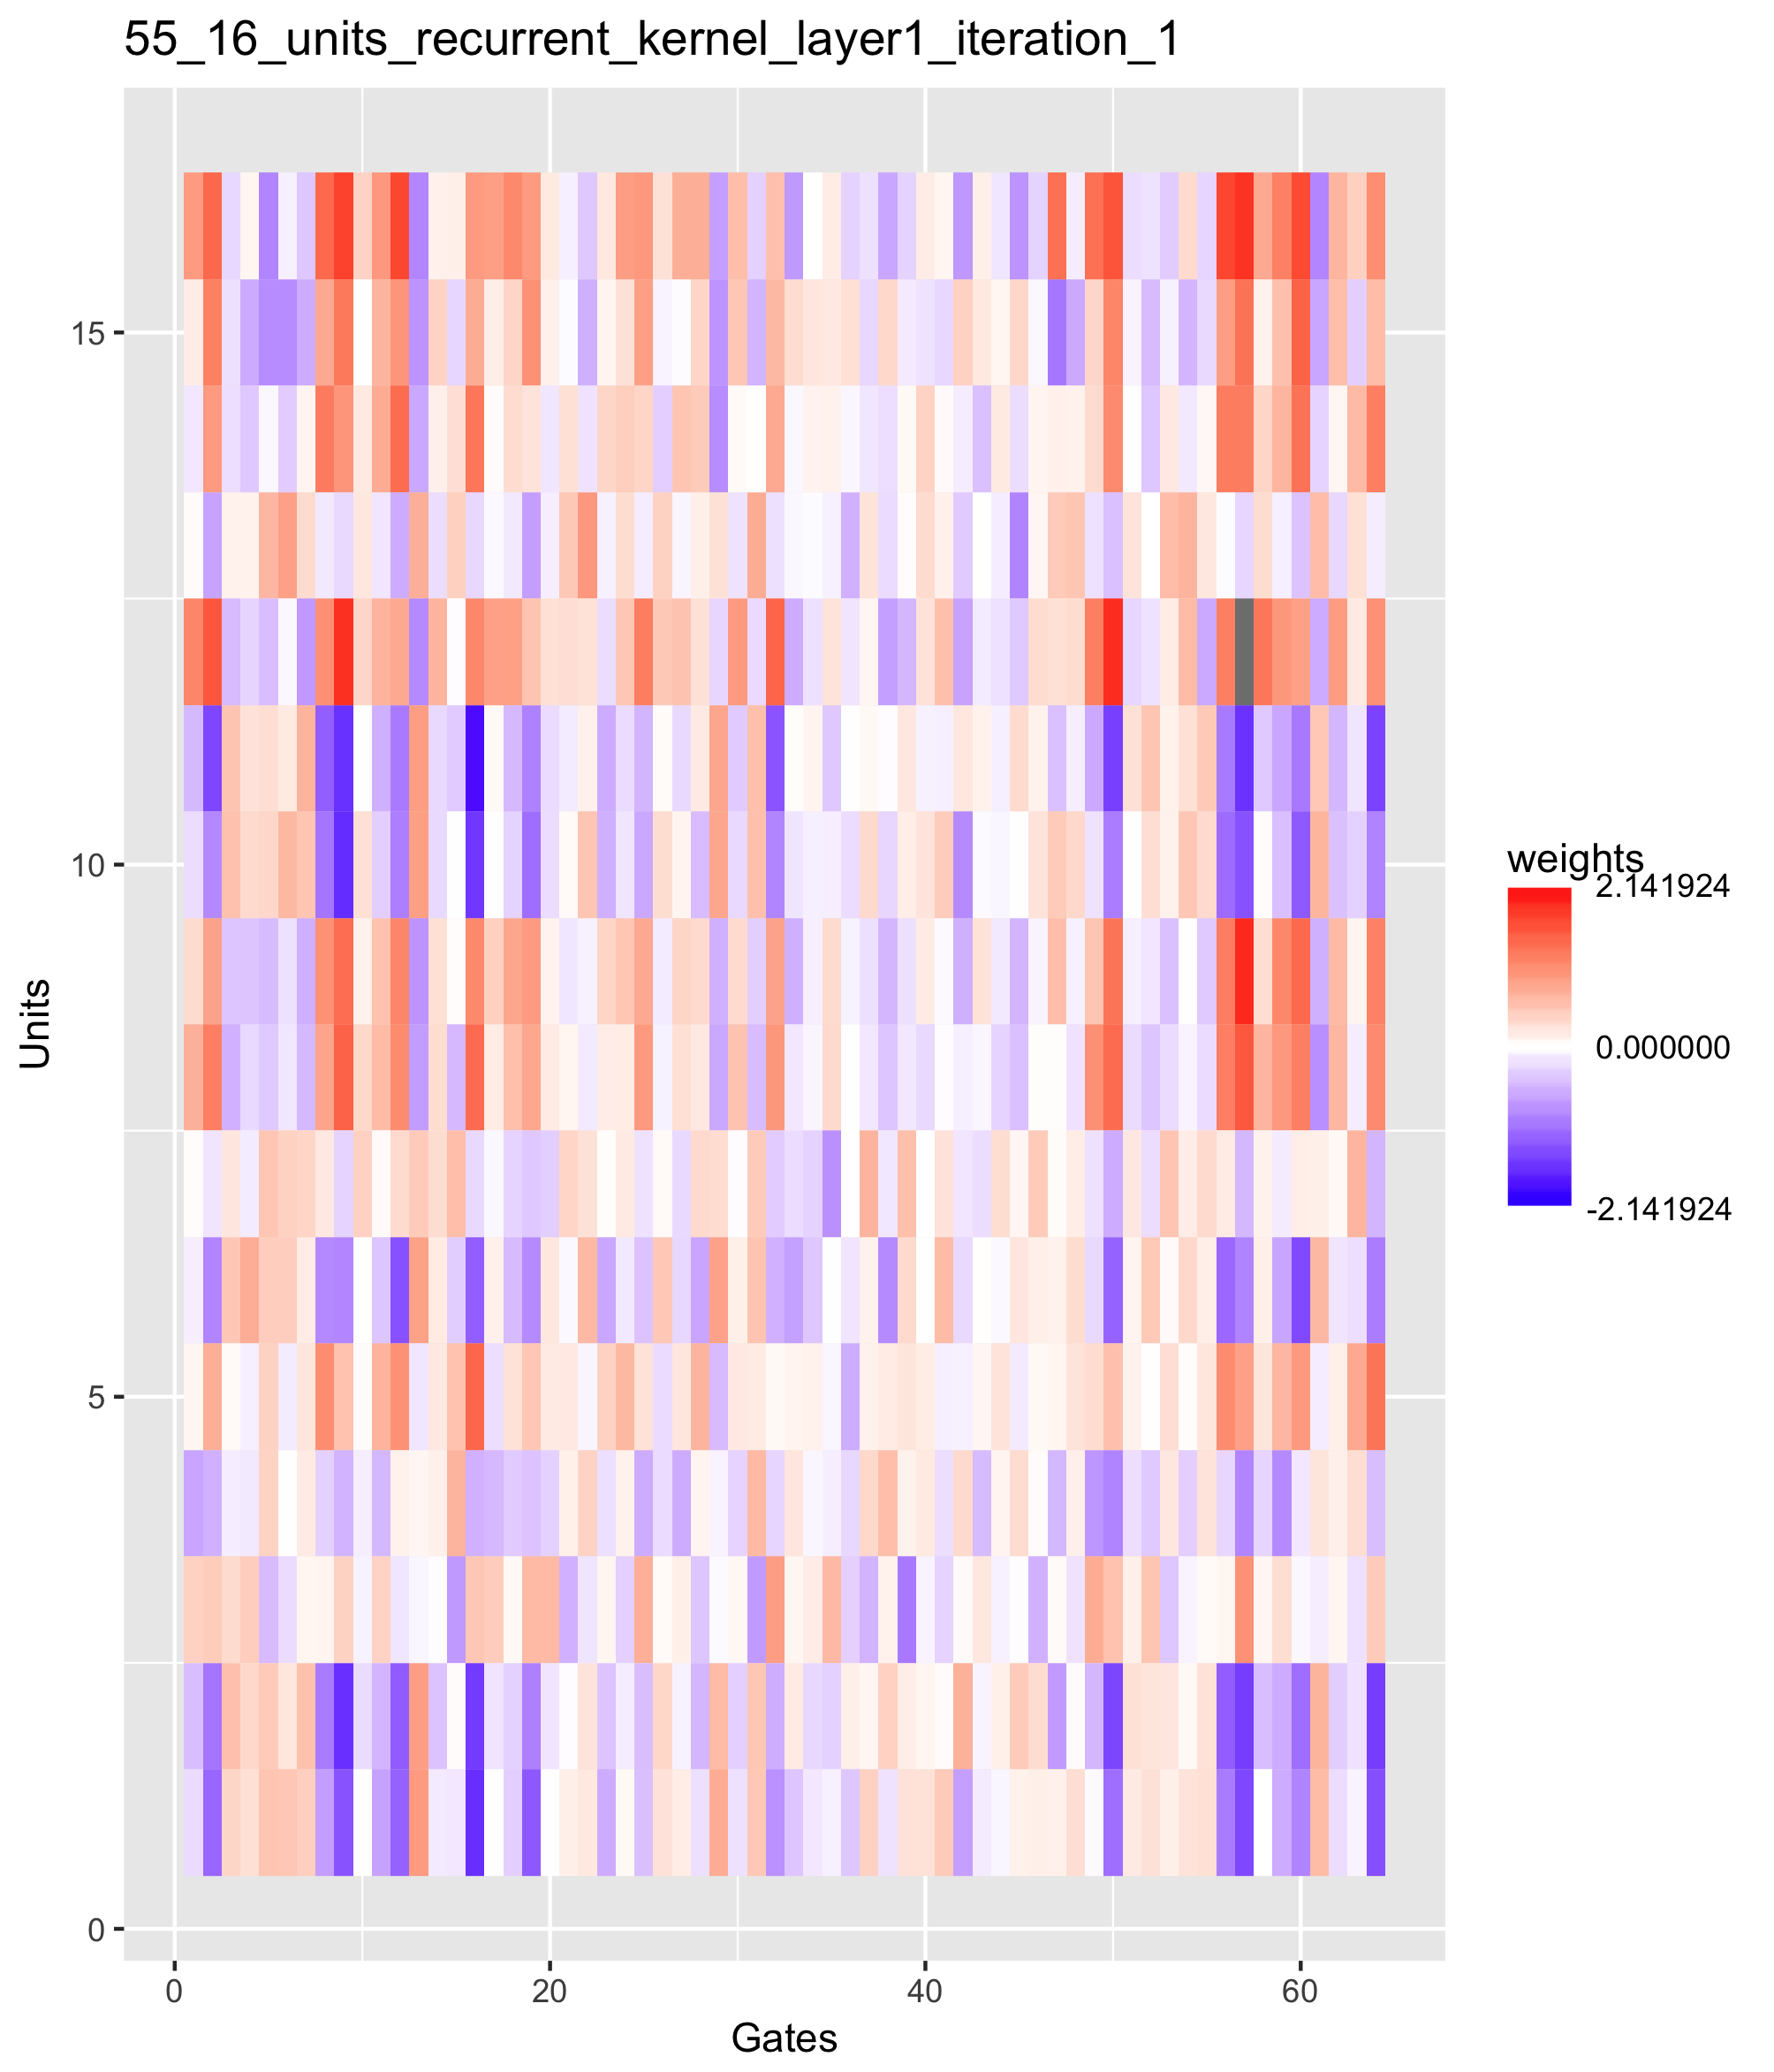 55_16_units_recurrent_kernel_layer1_iteration_1
15
10
5
0
Units
0 20 40 60
Gates
weights
2.141924
0.000000
-2.141924